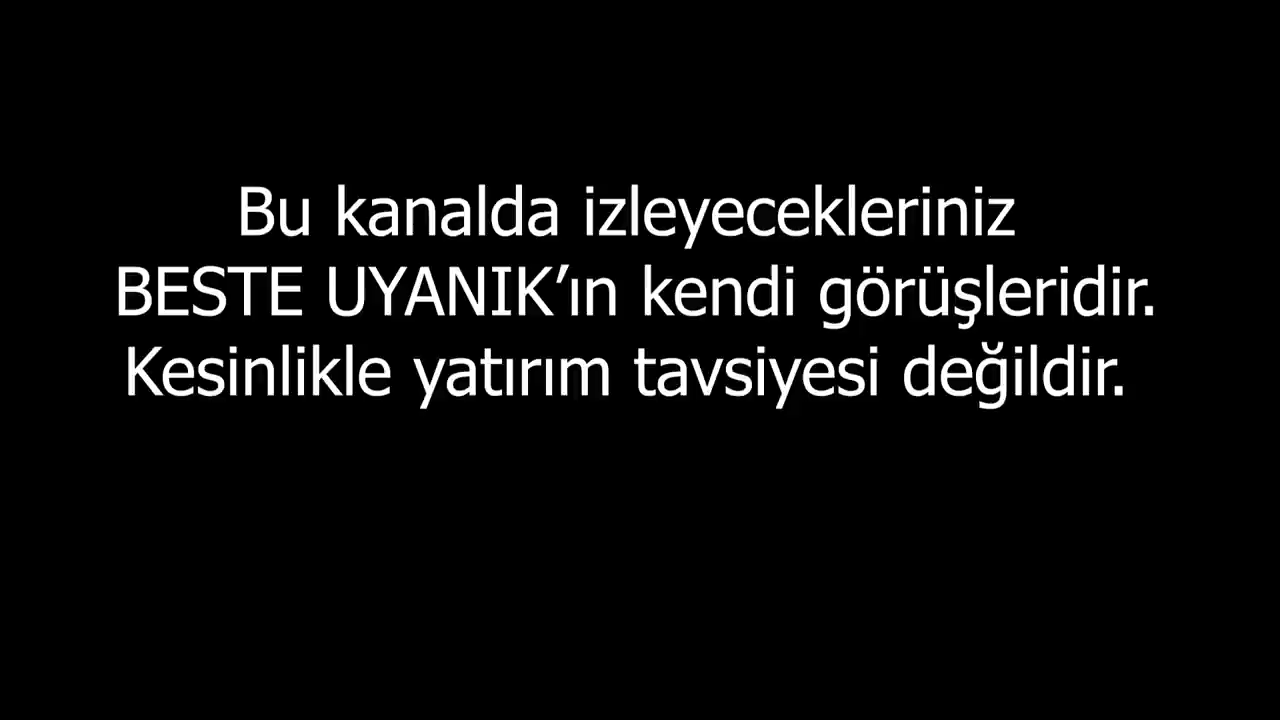 Bu kanalda izleyecekleriniz
BESTE UYANIK’ın kendi görüşleridir.
Kesinlikle yatırım tavsiyesi değildir.